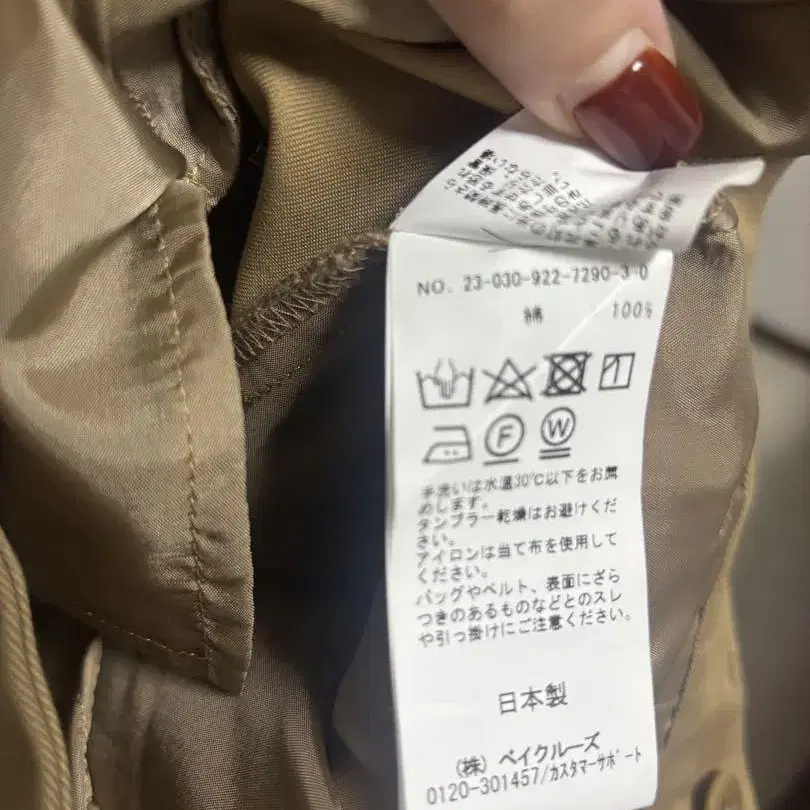 NO. 23-030-922-7290-3 0
綿 100%
F W
手洗いは水温30℃以下をお薦
めします。
タンブラー乾燥はお避けくだ
さい。
アイロンは当て布を使用して
ください。
バッグやベルト、表面にざら
つきのあるものなどとのスレ
や引っ掛けにご注意ください。
日本製
(株) ベイクルーズ
0120-301457/カスタマーサポート